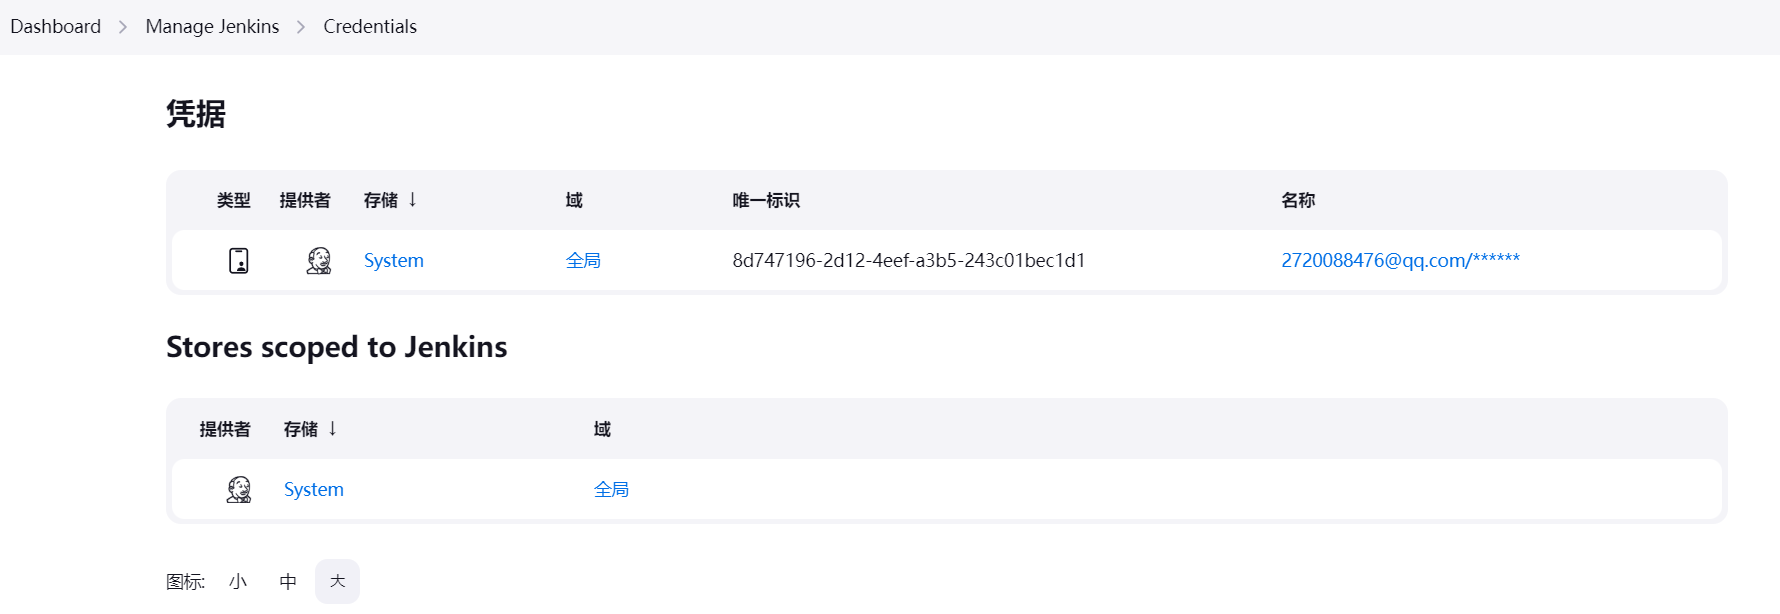 Dashboard > Manage Jenkins > Credentials
凭据
类型 提供者 存储 ↓ 域 唯一标识 名称
System 全局 8d747196-2d12-4eef-a3b5-243c01bec1d1 2720088476@qq.com/******
Stores scoped to Jenkins
提供者 存储 ↓ 域
System 全局
图标: 小 中 大